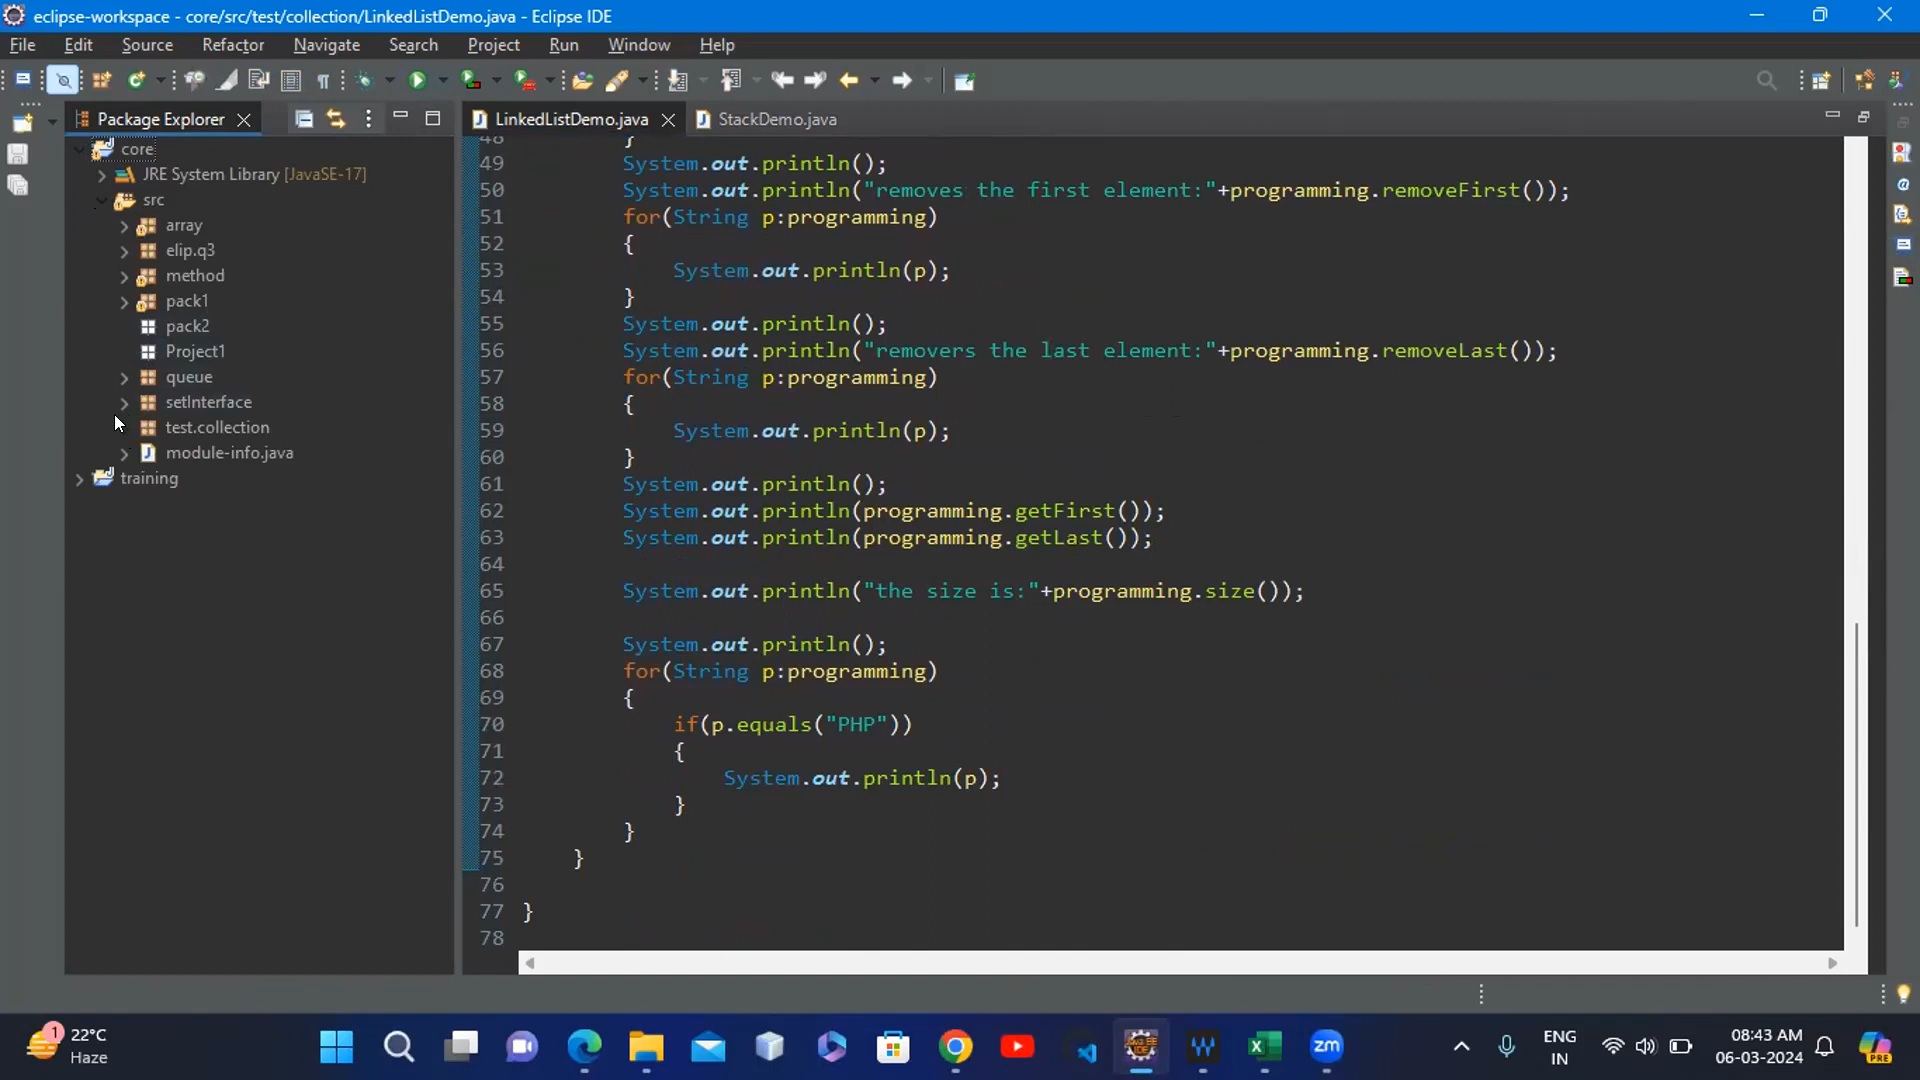 eclipse-workspace - core/src/test/collection/LinkedListDemo.java - Eclipse IDE
File Edit Source Refactor Navigate Search Project Run Window Help
Package Explorer
LinkedListDemo.java StackDemo.java
core
JRE System Library [JavaSE-17]
src
array
elip.q3
method
pack1
pack2
Project1
queue
setInterface
test.collection
module-info.java
training
48 }
49 System.out.println();
50 System.out.println("removes the first element:"+programming.removeFirst());
51 for(String p:programming)
52 {
53 System.out.println(p);
54 }
55 System.out.println();
56 System.out.println("removers the last element:"+programming.removeLast());
57 for(String p:programming)
58 {
59 System.out.println(p);
60 }
61 System.out.println();
62 System.out.println(programming.getFirst());
63 System.out.println(programming.getLast());
64
65 System.out.println("the size is:"+programming.size());
66
67 System.out.println();
68 for(String p:programming)
69 {
70 if(p.equals("PHP"))
71 {
72 System.out.println(p);
73 }
74 }
75 }
76
77 }
78
1
22°C
Haze
zm
ENG
IN
08:43 AM
06-03-2024
PRE